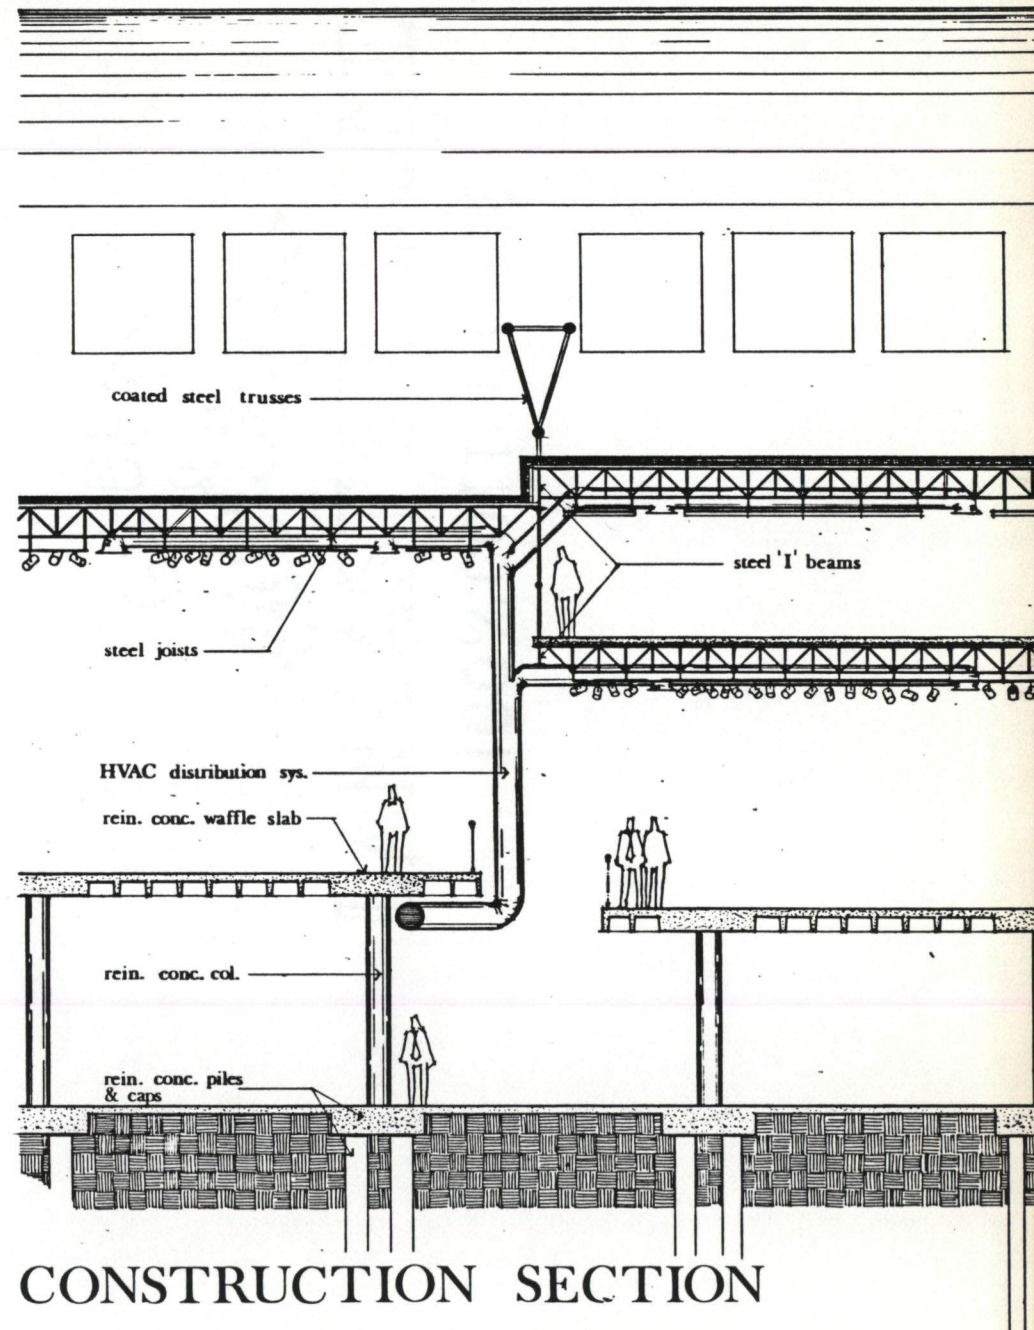 coated steel trusses
steel 'I' beams
steel joists
HVAC distribution sys.
rein. conc. waffle slab
rein. conc. col.
rein. conc. piles
& caps
CONSTRUCTION SECTION